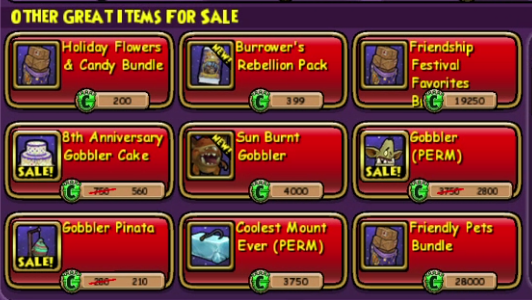 OTHER GREAT ITEMS FOR SALE
Holiday Flowers
& Candy Bundle
200
NEW!
Burrower's
Rebellion Pack
399
Friendship
Festival
Favorites
19250
8th Anniversary
Gobbler Cake
SALE!
750 560
NEW!
Sun Burnt
Gobbler
4000
Gobbler
(PERM)
SALE!
3750 2800
Gobbler Pinata
SALE!
280 210
Coolest Mount
Ever (PERM)
3750
Friendly Pets
Bundle
28000